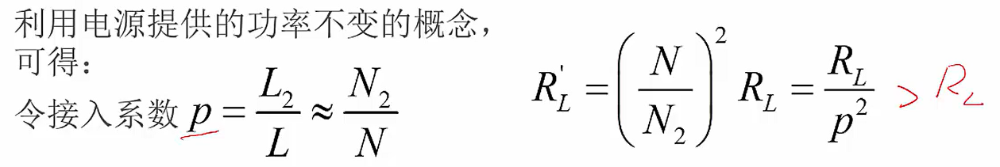 利用电源提供的功率不变的概念，
可得：
令接入系数 p = L₂/L ≈ N₂/N
R_L' = (N/N₂)² R_L = R_L/p² > R_L